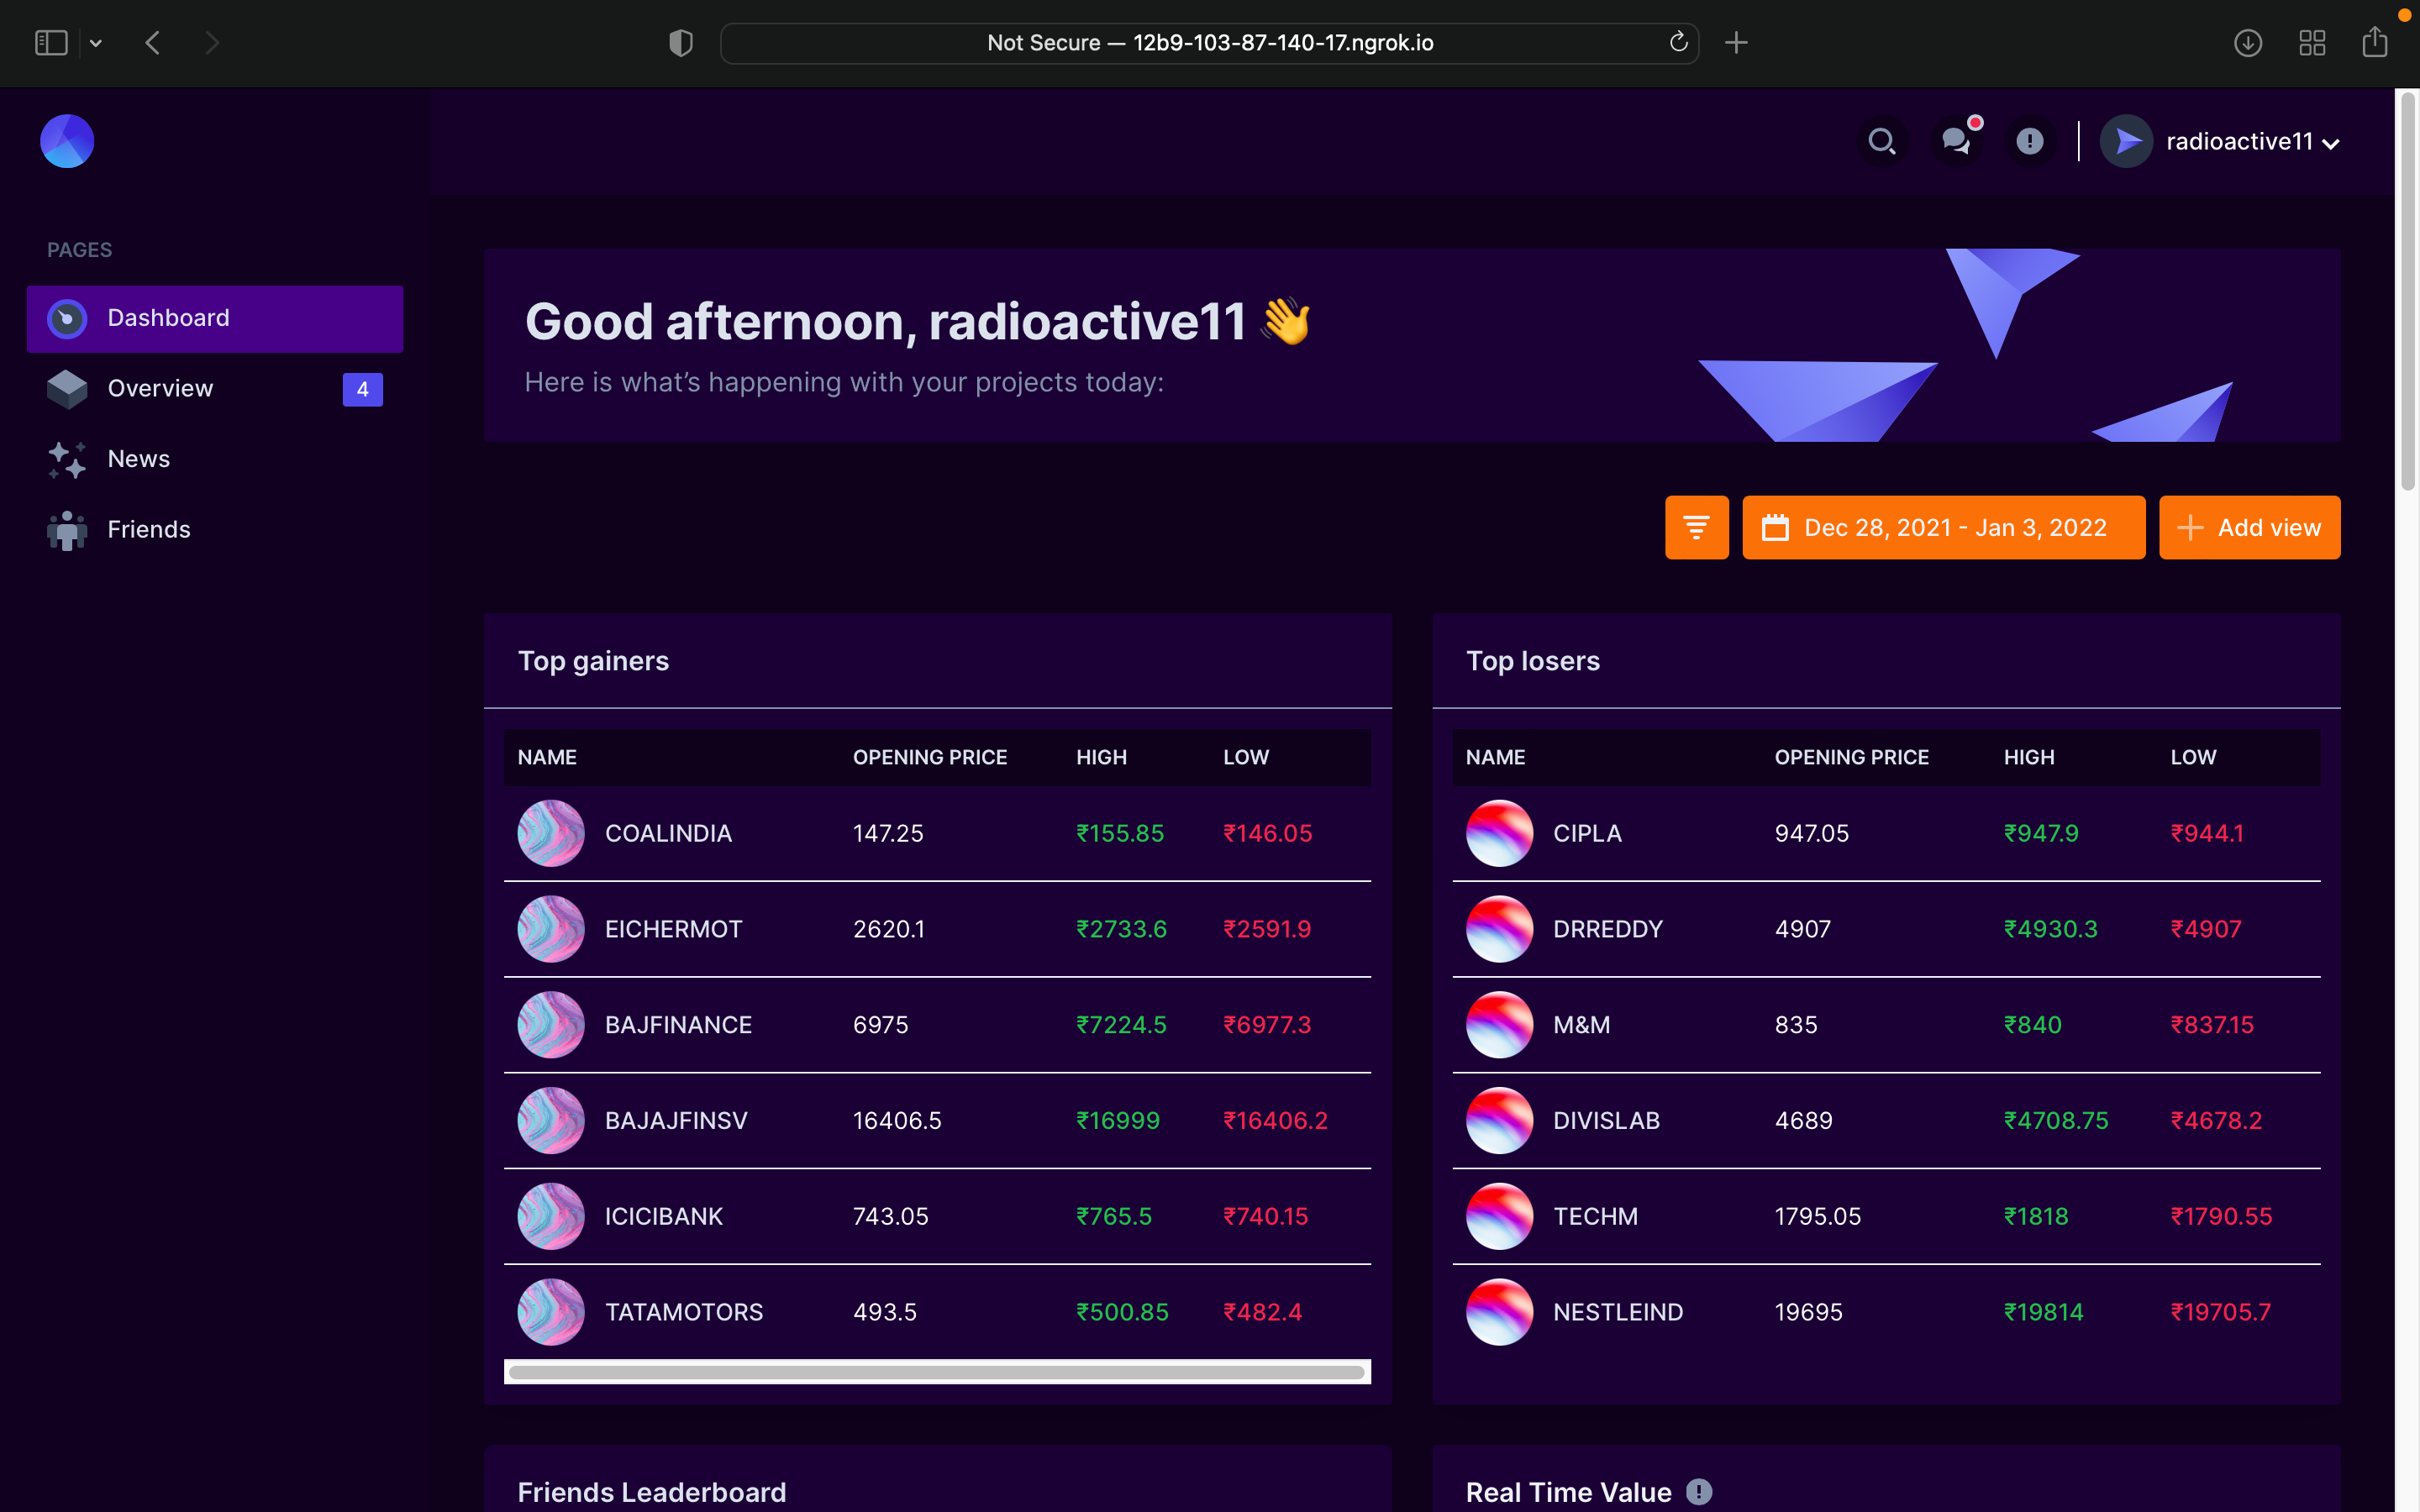 Not Secure — 12b9-103-87-140-17.ngrok.io
radioactive11
PAGES
Dashboard
Overview 4
News
Friends
Good afternoon, radioactive11 👋
Here is what’s happening with your projects today:
Dec 28, 2021 - Jan 3, 2022
Add view
Top gainers
NAME OPENING PRICE HIGH LOW
COALINDIA 147.25 ₹155.85 ₹146.05
EICHERMOT 2620.1 ₹2733.6 ₹2591.9
BAJFINANCE 6975 ₹7224.5 ₹6977.3
BAJAJFINSV 16406.5 ₹16999 ₹16406.2
ICICIBANK 743.05 ₹765.5 ₹740.15
TATAMOTORS 493.5 ₹500.85 ₹482.4
Top losers
NAME OPENING PRICE HIGH LOW
CIPLA 947.05 ₹947.9 ₹944.1
DRREDDY 4907 ₹4930.3 ₹4907
M&M 835 ₹840 ₹837.15
DIVISLAB 4689 ₹4708.75 ₹4678.2
TECHM 1795.05 ₹1818 ₹1790.55
NESTLEIND 19695 ₹19814 ₹19705.7
Friends Leaderboard
Real Time Value